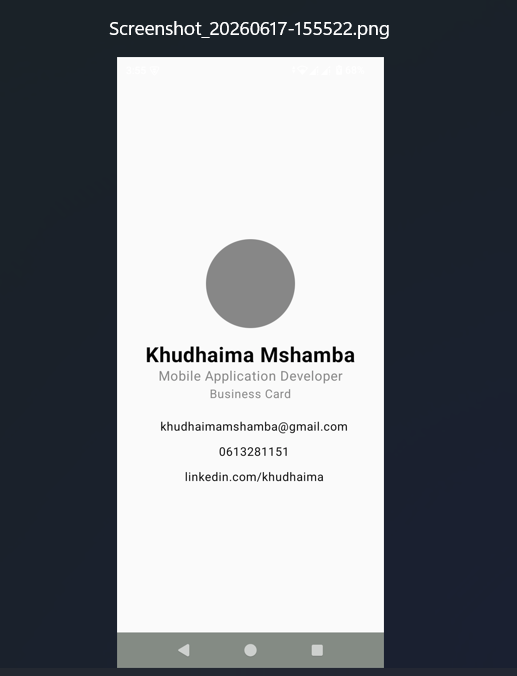 Screenshot_20260617-155522.png
Khudhaima Mshamba
Mobile Application Developer
Business Card
khudhaimamshamba@gmail.com
0613281151
linkedin.com/khudhaima